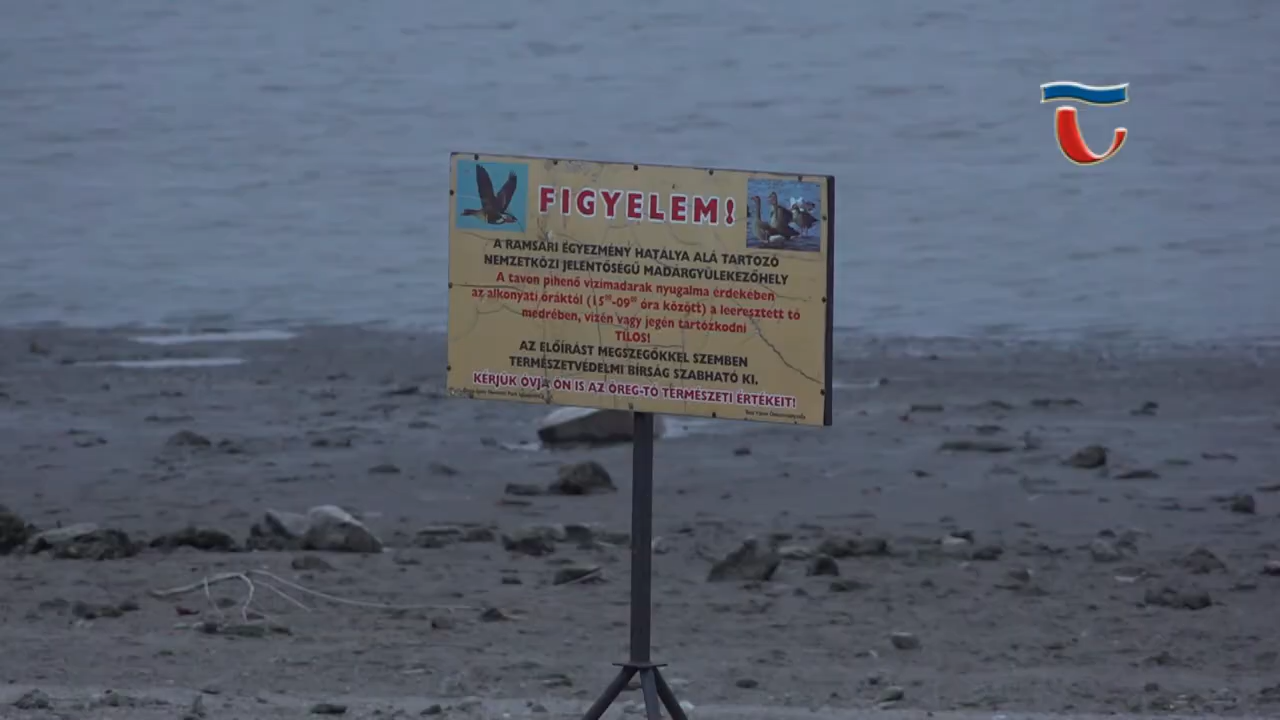 FIGYELEM!
A RAMSARI EGYEZMÉNY HATÁLYA ALÁ TARTOZÓ
NEMZETKÖZI JELENTŐSÉGŰ MADÁRGYÜLEKEZŐHELY
A tavon pihenő vízimadarak nyugalma érdekében
az alkonyati óráktól (15⁰⁰-09⁰⁰ óra között) a leeresztett tó
medrében, vizén vagy jegén tartózkodni
TILOS!
AZ ELŐÍRÁST MEGSZEGŐKKEL SZEMBEN
TERMÉSZETVÉDELMI BÍRSÁG SZABHATÓ KI.
KÉRJÜK ÓVJA ÖN IS AZ ÖREG-TÓ TERMÉSZETI ÉRTÉKEIT!